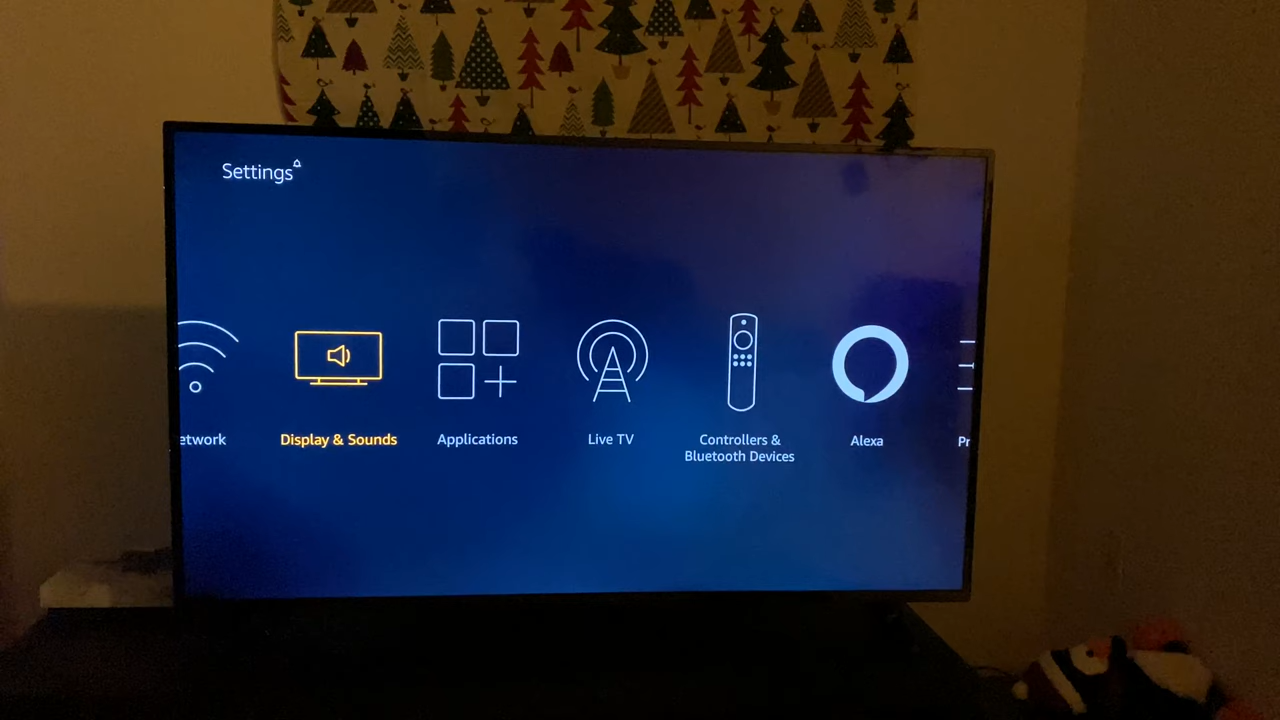 Settings
etwork
Display & Sounds
Applications
Live TV
Controllers &
Bluetooth Devices
Alexa
Pr